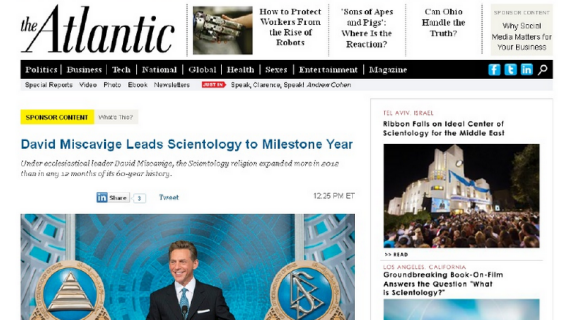 the Atlantic
How to Protect
Workers From
the Rise of
Robots
'Sons of Apes
and Pigs':
Where Is the
Reaction?
Can Ohio
Handle the
Truth?
SPONSOR CONTENT
Why Social
Media Matters for
Your Business
Politics | Business | Tech | National | Global | Health | Sexes | Entertainment | Magazine
Special Reports Video Photo Ebook Newsletters JUST IN Speak, Clarence, Speak! Andrew Cohen
SPONSOR CONTENT What's This?
David Miscavige Leads Scientology to Milestone Year
Under ecclesiastical leader David Miscavige, the Scientology religion expanded more in 2012
than in any 12 months of its 60-year history.
in Share 3 Tweet 12:25 PM ET
TEL AVIV, ISRAEL
Ribbon Falls on Ideal Center of
Scientology for the Middle East
>> READ
LOS ANGELES, CALIFORNIA
Groundbreaking Book-On-Film
Answers the Question "What
is Scientology?"